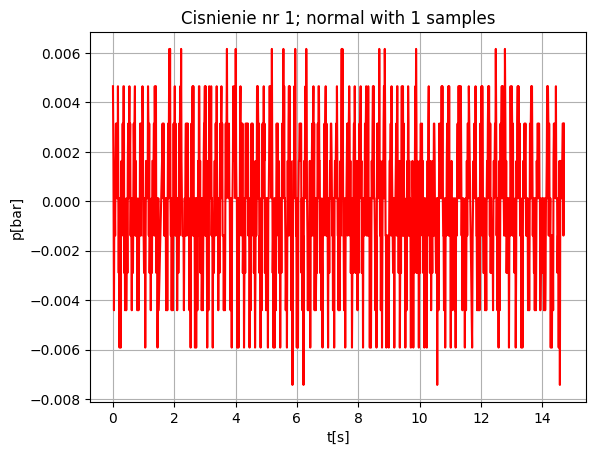 Cisnienie nr 1; normal with 1 samples
0.006
0.004
0.002
0.000
−0.002
−0.004
−0.006
−0.008
p[bar]
0 2 4 6 8 10 12 14
t[s]